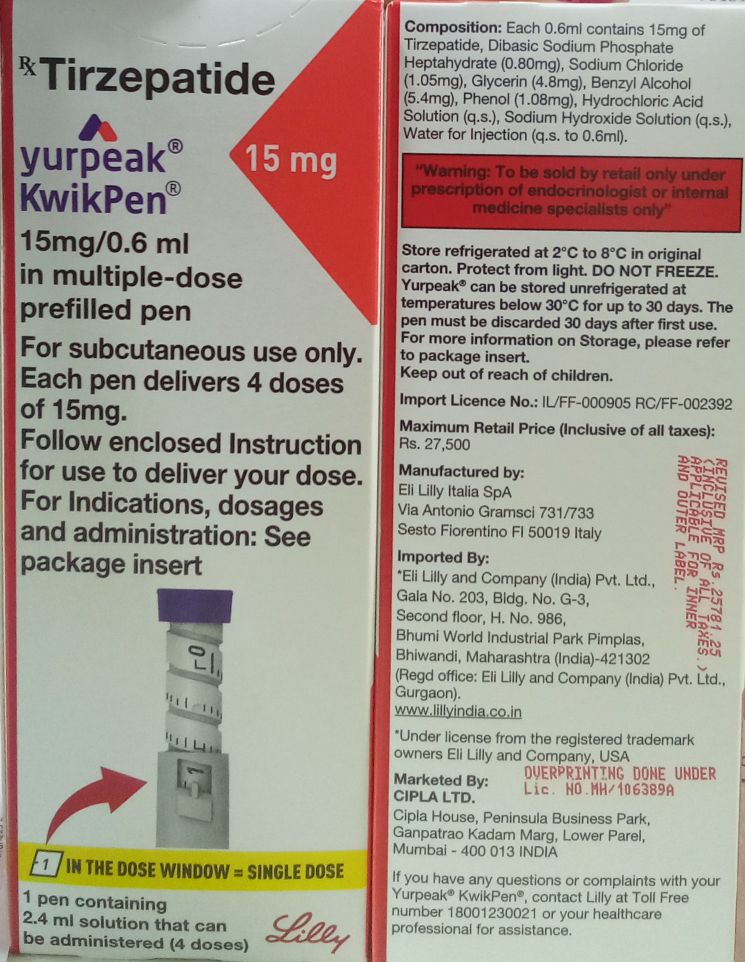 Rx Tirzepatide
yurpeak®
KwikPen®
15 mg
15mg/0.6 ml
in multiple-dose
prefilled pen
For subcutaneous use only.
Each pen delivers 4 doses
of 15mg.
Follow enclosed Instruction
for use to deliver your dose.
For Indications, dosages
and administration: See
package insert
1
1 IN THE DOSE WINDOW = SINGLE DOSE
1 pen containing
2.4 ml solution that can
be administered (4 doses)
Lilly
Composition: Each 0.6ml contains 15mg of
Tirzepatide, Dibasic Sodium Phosphate
Heptahydrate (0.80mg), Sodium Chloride
(1.05mg), Glycerin (4.8mg), Benzyl Alcohol
(5.4mg), Phenol (1.08mg), Hydrochloric Acid
Solution (q.s.), Sodium Hydroxide Solution (q.s.),
Water for Injection (q.s. to 0.6ml).
"Warning: To be sold by retail only under
prescription of endocrinologist or internal
medicine specialists only"
Store refrigerated at 2°C to 8°C in original
carton. Protect from light. DO NOT FREEZE.
Yurpeak® can be stored unrefrigerated at
temperatures below 30°C for up to 30 days. The
pen must be discarded 30 days after first use.
For more information on Storage, please refer
to package insert.
Keep out of reach of children.
Import Licence No.: IL/FF-000905 RC/FF-002392
Maximum Retail Price (Inclusive of all taxes):
Rs. 27,500
Manufactured by:
Eli Lilly Italia SpA
Via Antonio Gramsci 731/733
Sesto Fiorentino FI 50019 Italy
REVISED MRP Rs.25781.25
(INCLUSIVE OF ALL TAXES.)
APPLICABLE FOR INNER
AND OUTER LABEL.
Imported By:
*Eli Lilly and Company (India) Pvt. Ltd.,
Gala No. 203, Bldg. No. G-3,
Second floor, H. No. 986,
Bhumi World Industrial Park Pimplas,
Bhiwandi, Maharashtra (India)-421302
(Regd office: Eli Lilly and Company (India) Pvt. Ltd.,
Gurgaon).
www.lillyindia.co.in
*Under license from the registered trademark
owners Eli Lilly and Company, USA
Marketed By:
CIPLA LTD.
OVERPRINTING DONE UNDER
Lic. NO.MH/106389A
Cipla House, Peninsula Business Park,
Ganpatrao Kadam Marg, Lower Parel,
Mumbai - 400 013 INDIA
If you have any questions or complaints with your
Yurpeak® KwikPen®, contact Lilly at Toll Free
number 18001230021 or your healthcare
professional for assistance.